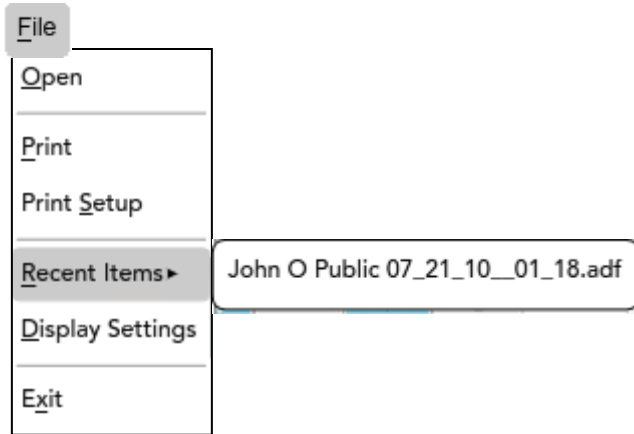 File
Open
Print
Print Setup
Recent Items▸
John O Public 07_21_10__01_18.adf
Display Settings
Exit